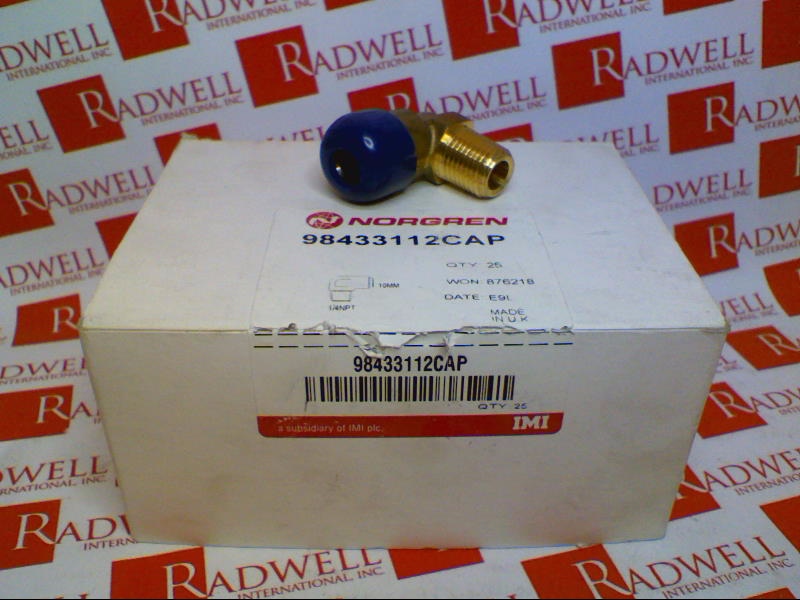 NORGREN
98433112CAP
QTY: 25
10MM
WON: 876218
1/4NPT
DATE: E9L
MADE
IN U.K
98433112CAP
QTY 25
a subsidiary of IMI plc.
IMI
RADWELL
INTERNATIONAL, INC.